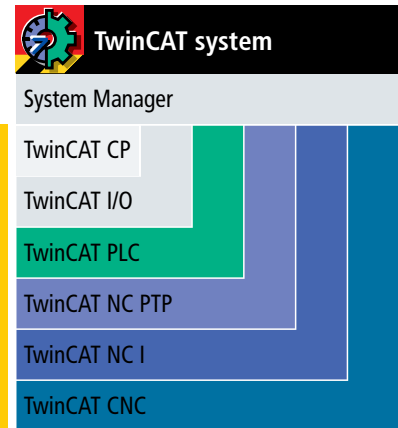 TwinCAT system
System Manager
TwinCAT CP
TwinCAT I/O
TwinCAT PLC
TwinCAT NC PTP
TwinCAT NC I
TwinCAT CNC